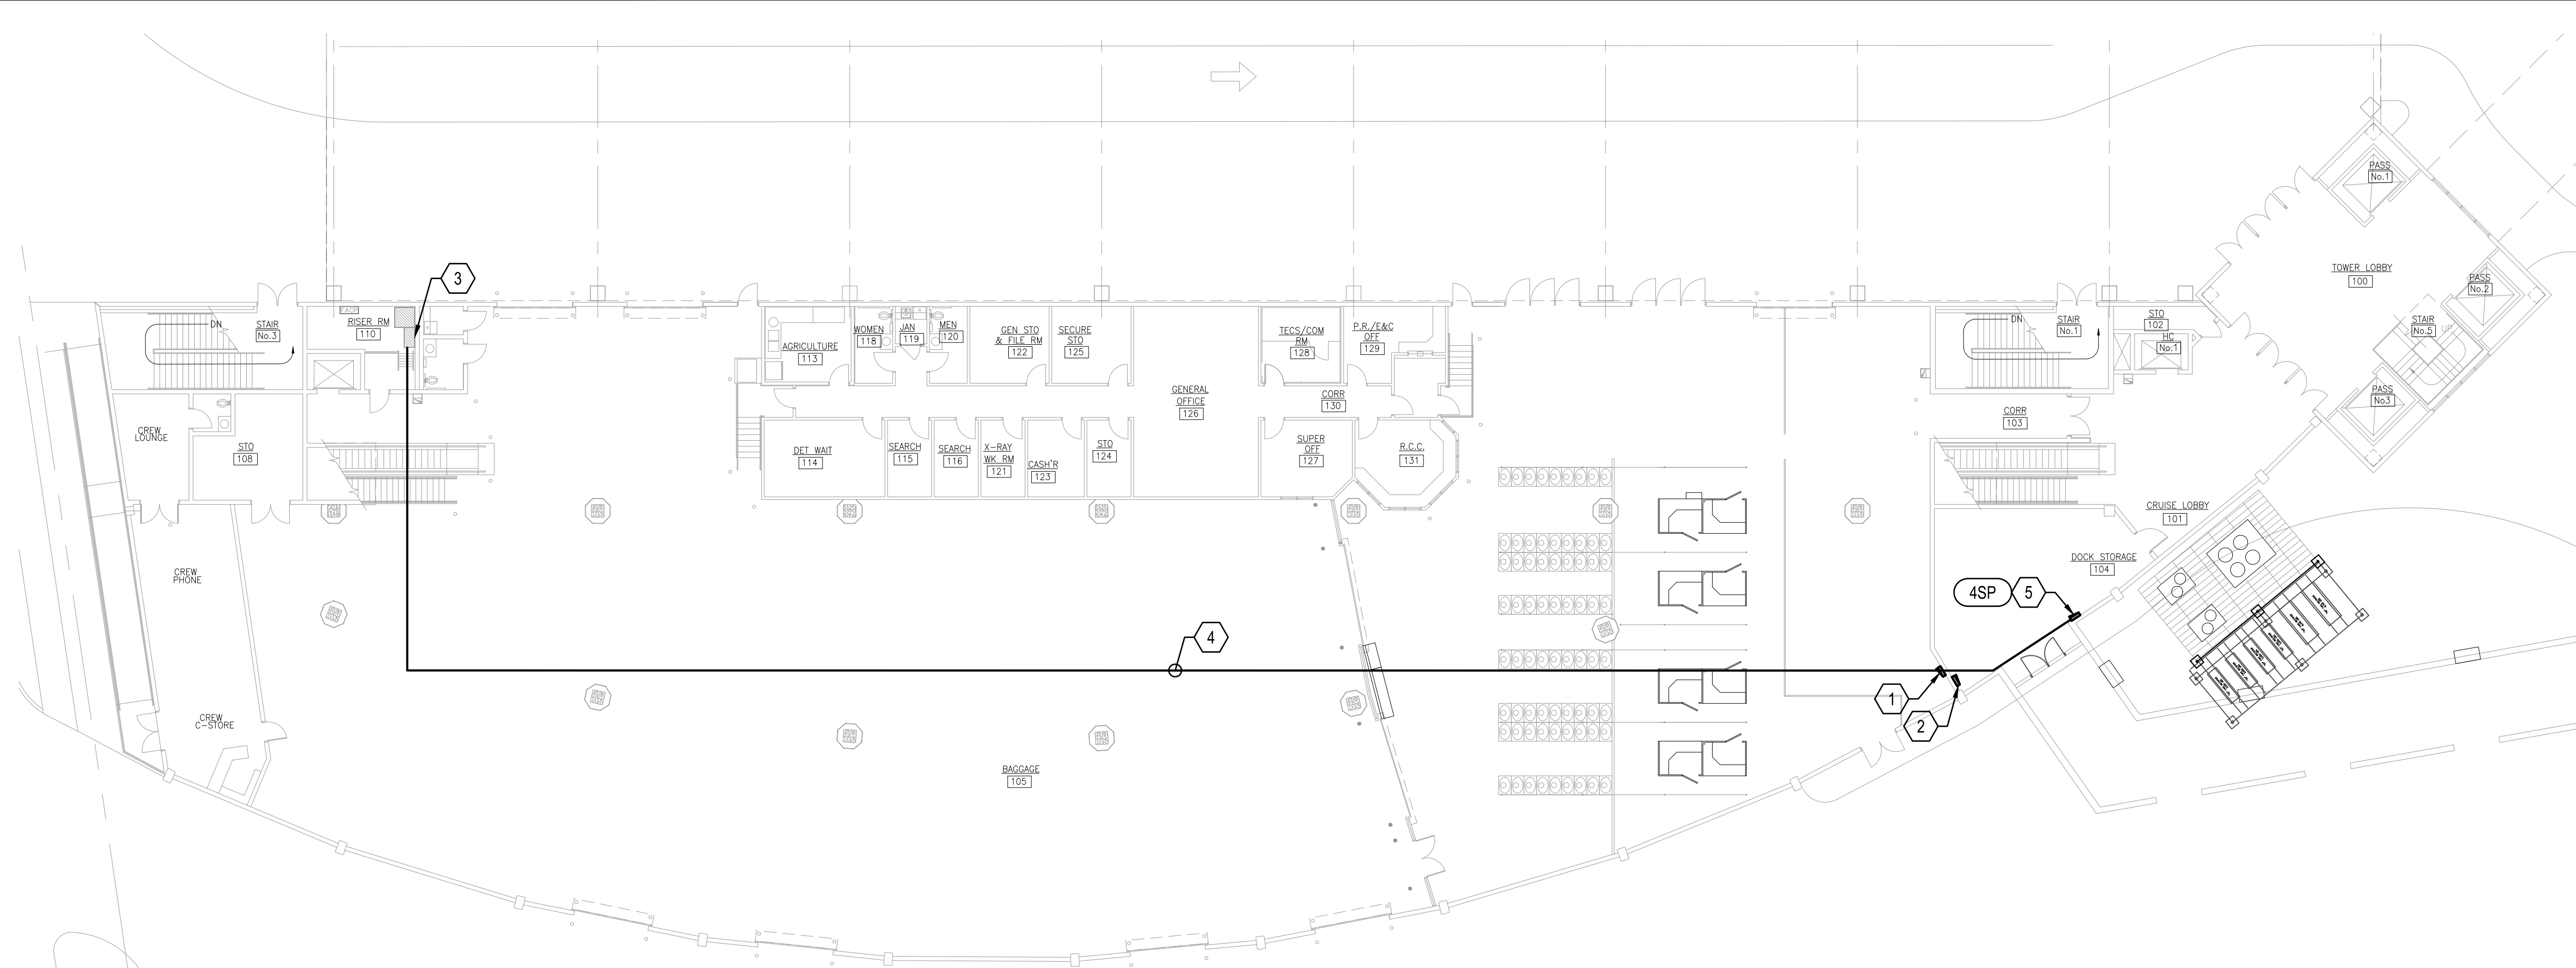 PASS
No.1
TOWER LOBBY
100
PASS
No.2
STAIR
No.5
UP
PASS
No3
3
FACP
RISER RM
110
DN
STAIR
No.3
WOMEN
118
JAN
119
MEN
120
AGRICULTURE
113
GEN STO
& FILE RM
122
SECURE
STO
125
TECS/COM
RM
128
P.R./E&C
OFF
129
DN
STAIR
No.1
STO
102
HC
No.1
GENERAL
OFFICE
126
CORR
130
CORR
103
CREW
LOUNGE
STO
108
DET WAIT
114
SEARCH
115
SEARCH
116
X-RAY
WK RM
121
CASH'R
123
STO
124
SUPER
OFF
127
R.C.C.
131
CRUISE LOBBY
101
DOCK STORAGE
104
CREW
PHONE
4SP
5
4
1
2
CREW
C-STORE
BAGGAGE
105